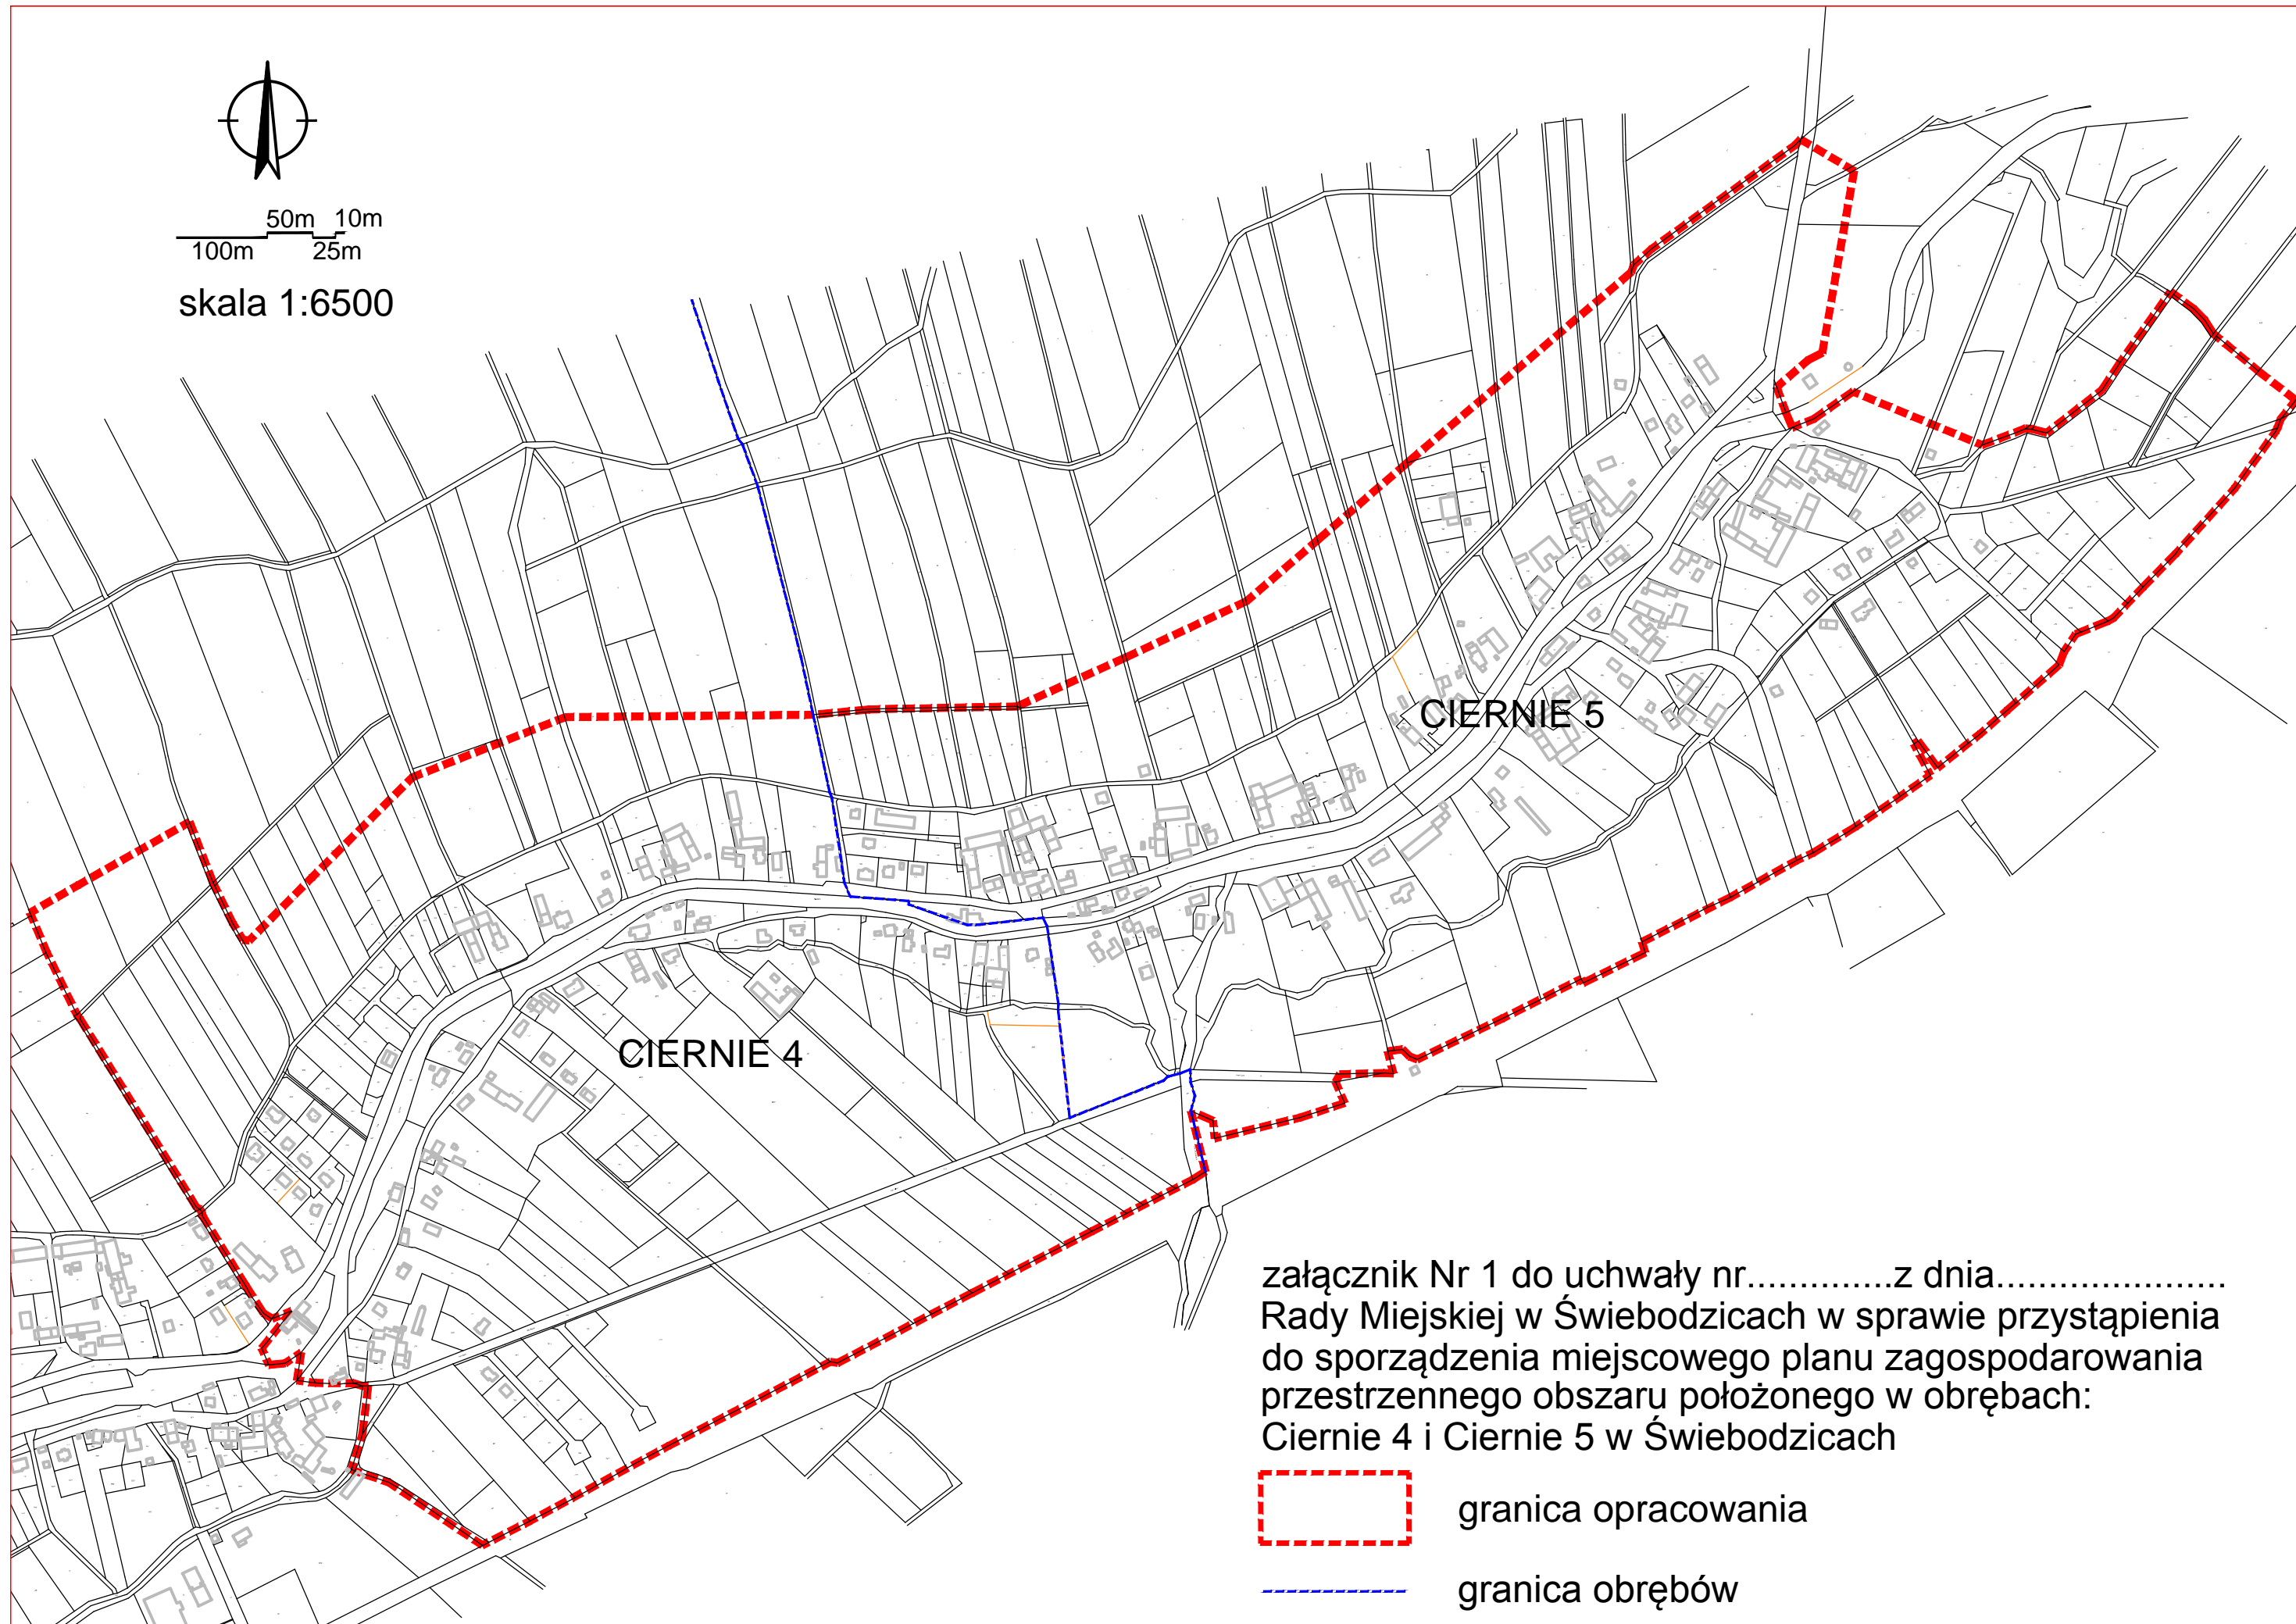 50m 10m
100m 25m
skala 1:6500
CIERNIE 5
CIERNIE 4
załącznik Nr 1 do uchwały nr..............z dnia......................
Rady Miejskiej w Świebodzicach w sprawie przystąpienia
do sporządzenia miejscowego planu zagospodarowania
przestrzennego obszaru położonego w obrębach:
Ciernie 4 i Ciernie 5 w Świebodzicach
granica opracowania
granica obrębów